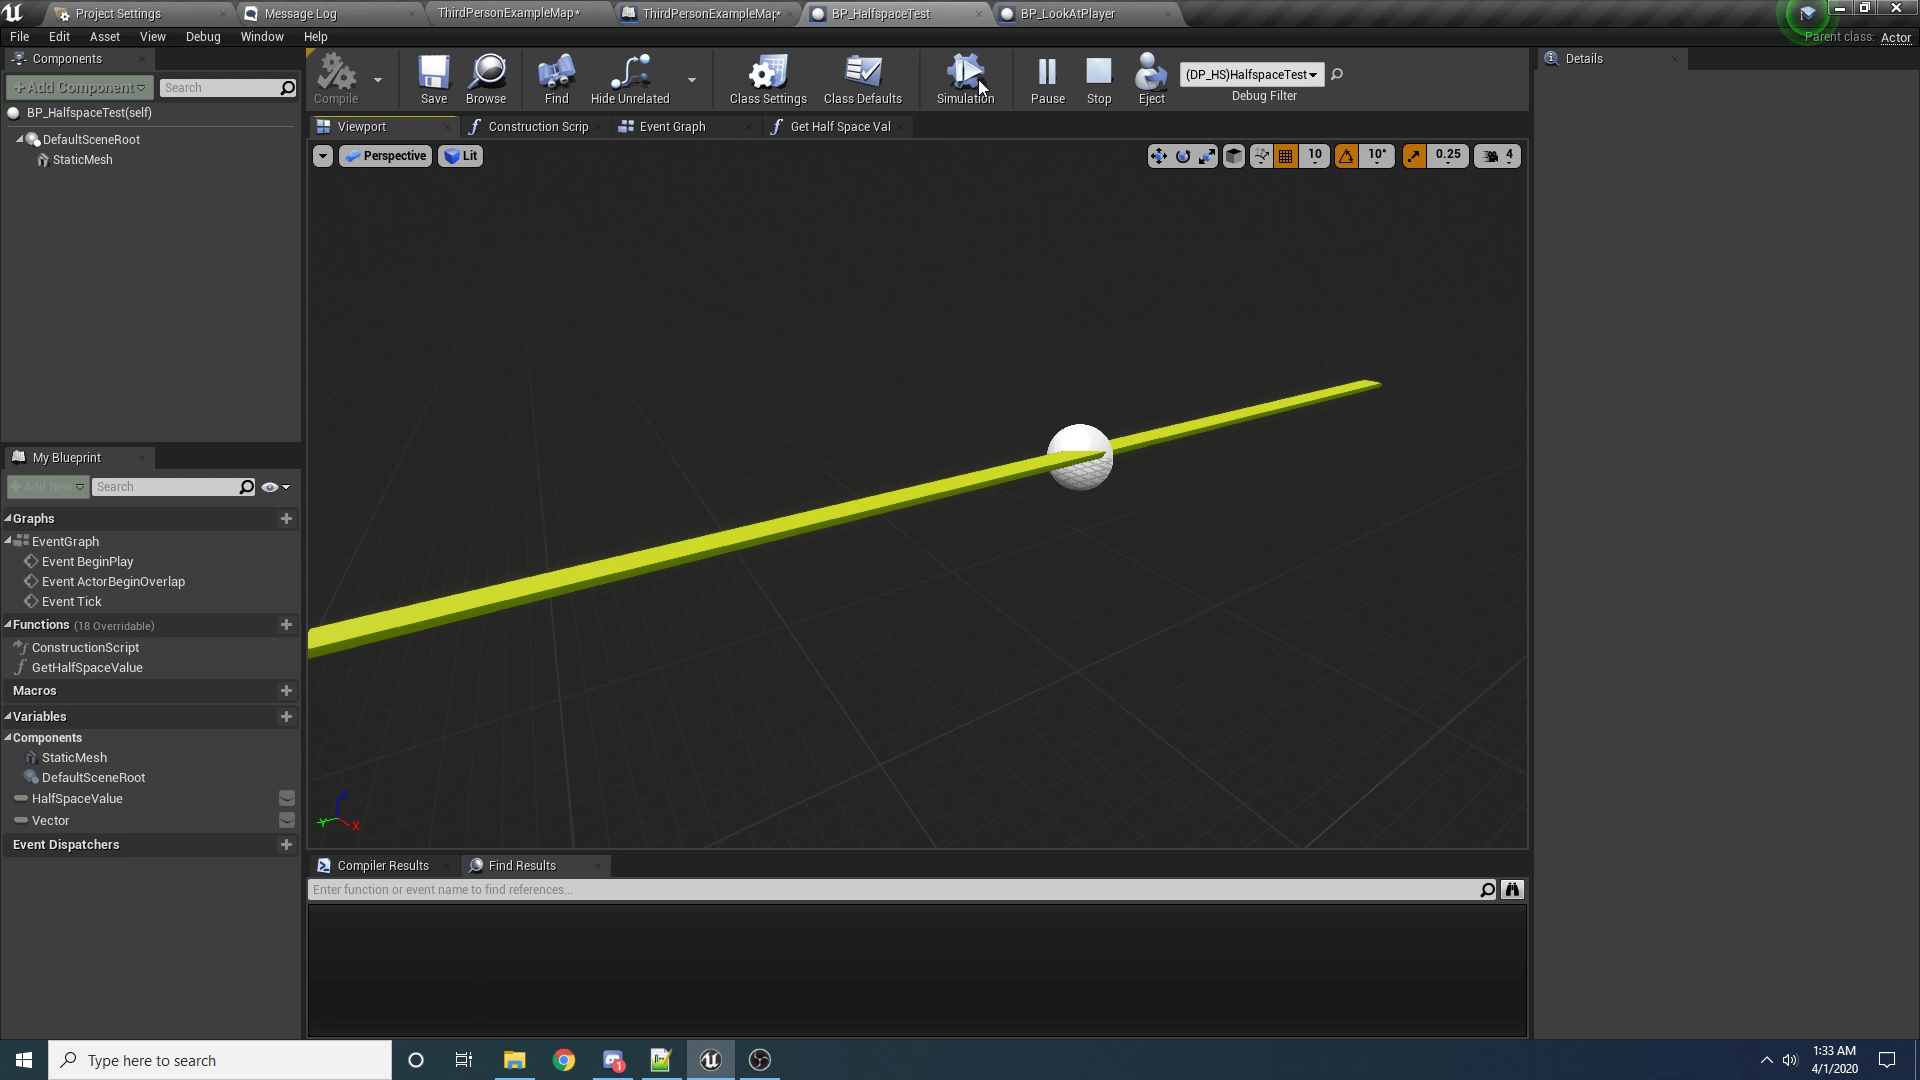 Project Settings
Message Log
ThirdPersonExampleMap*
ThirdPersonExampleMap*
BP_HalfspaceTest
BP_LookAtPlayer
File Edit Asset View Debug Window Help
Parent class: Actor
Components
+Add Component
Search
BP_HalfspaceTest(self)
DefaultSceneRoot
StaticMesh
Compile
Save
Browse
Find
Hide Unrelated
Class Settings
Class Defaults
Simulation
Pause
Stop
Eject
(DP_HS)HalfspaceTest
Debug Filter
Details
Viewport
Construction Scrip
Event Graph
Get Half Space Val
Perspective
Lit
10
10°
0.25
4
Z
Y
X
My Blueprint
+Add New
Search
Graphs
EventGraph
Event BeginPlay
Event ActorBeginOverlap
Event Tick
Functions (18 Overridable)
ConstructionScript
GetHalfSpaceValue
Macros
Variables
Components
StaticMesh
DefaultSceneRoot
HalfSpaceValue
Vector
Event Dispatchers
Compiler Results
Find Results
Enter function or event name to find references...
Type here to search
1
1:33 AM
4/1/2020